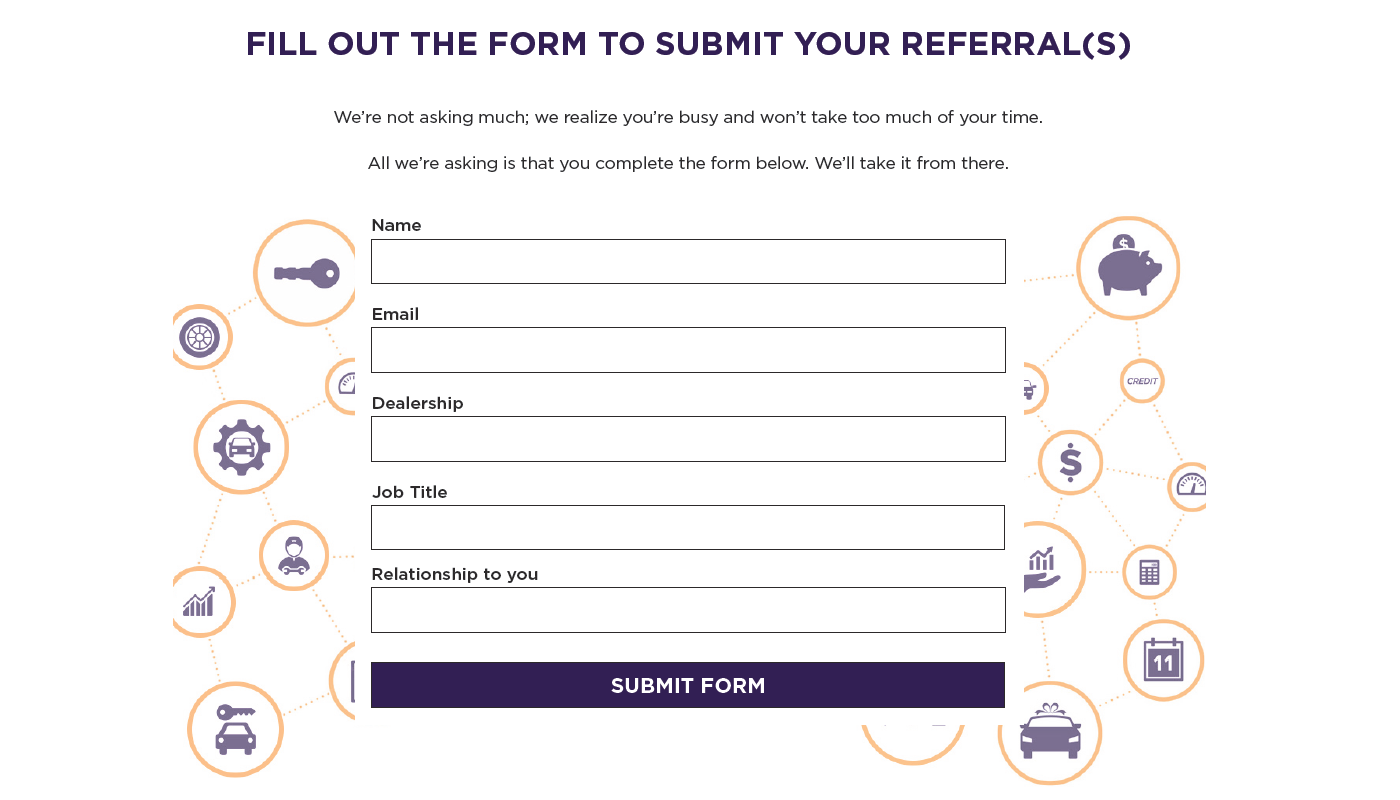 FILL OUT THE FORM TO SUBMIT YOUR REFERRAL(S)
We’re not asking much; we realize you’re busy and won’t take too much of your time.
All we’re asking is that you complete the form below. We’ll take it from there.
Name
$
Email
CREDIT
Dealership
$
Job Title
Relationship to you
11
SUBMIT FORM